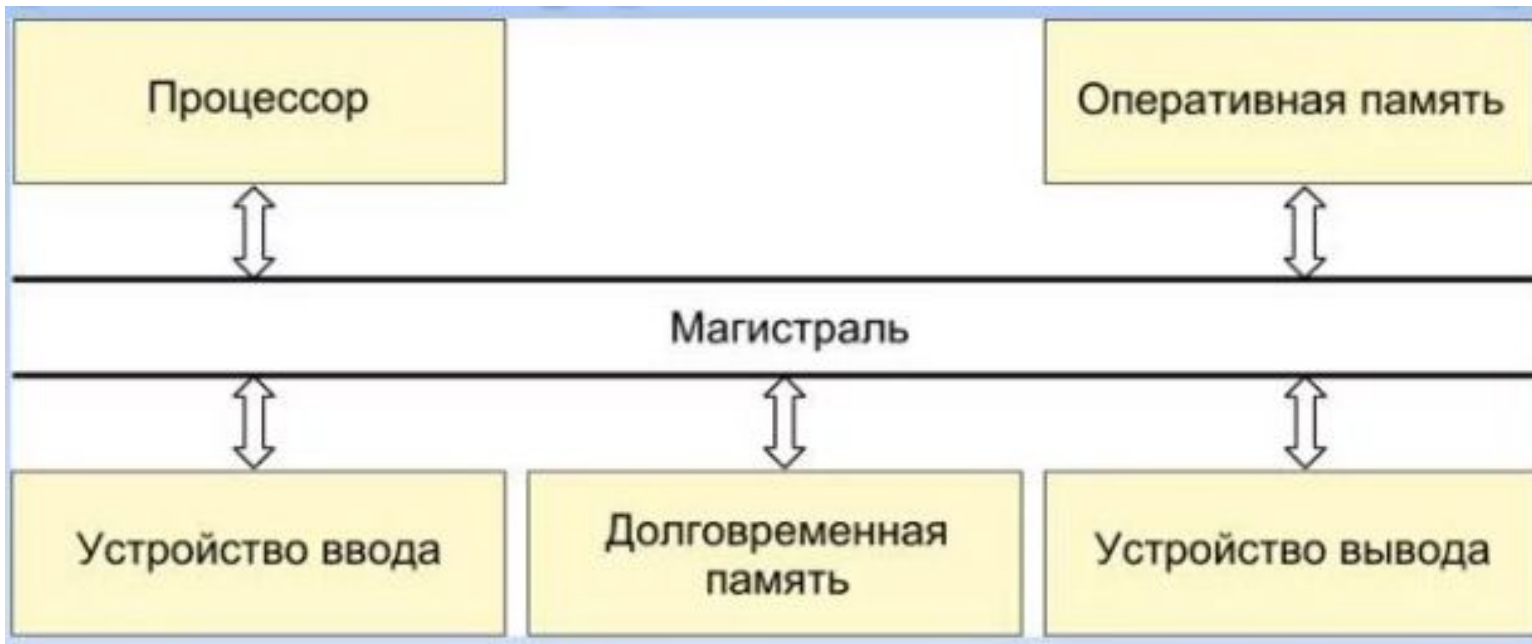 Процессор
Оперативная память
Магистраль
Устройство ввода
Долговременная
память
Устройство вывода